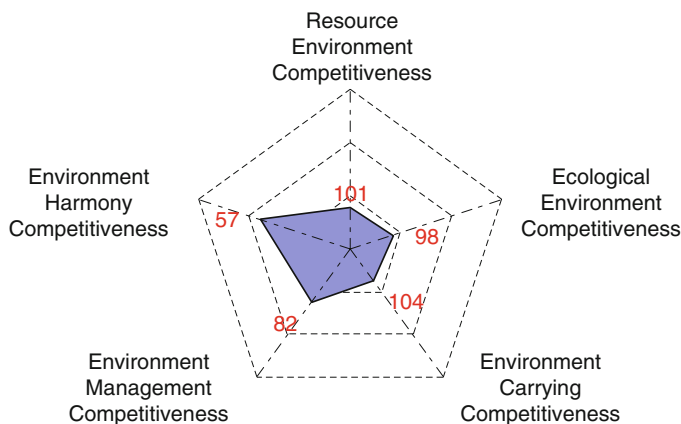 Resource
Environment
Competitiveness
101
Ecological
Environment
Competitiveness
98
Environment
Harmony
Competitiveness
57
104
82
Environment
Management
Competitiveness
Environment
Carrying
Competitiveness